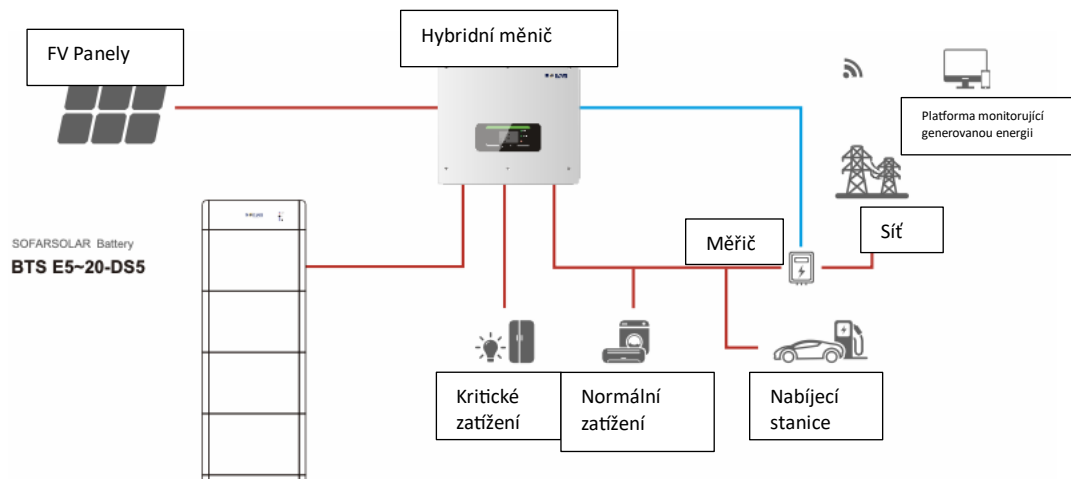 FV Panely
Hybridní měnič
Platforma monitorující
generovanou energii
SOFARSOLAR Battery
BTS E5~20-DS5
Měřič
Síť
Kritické
zatížení
Normální
zatížení
Nabíjecí
stanice